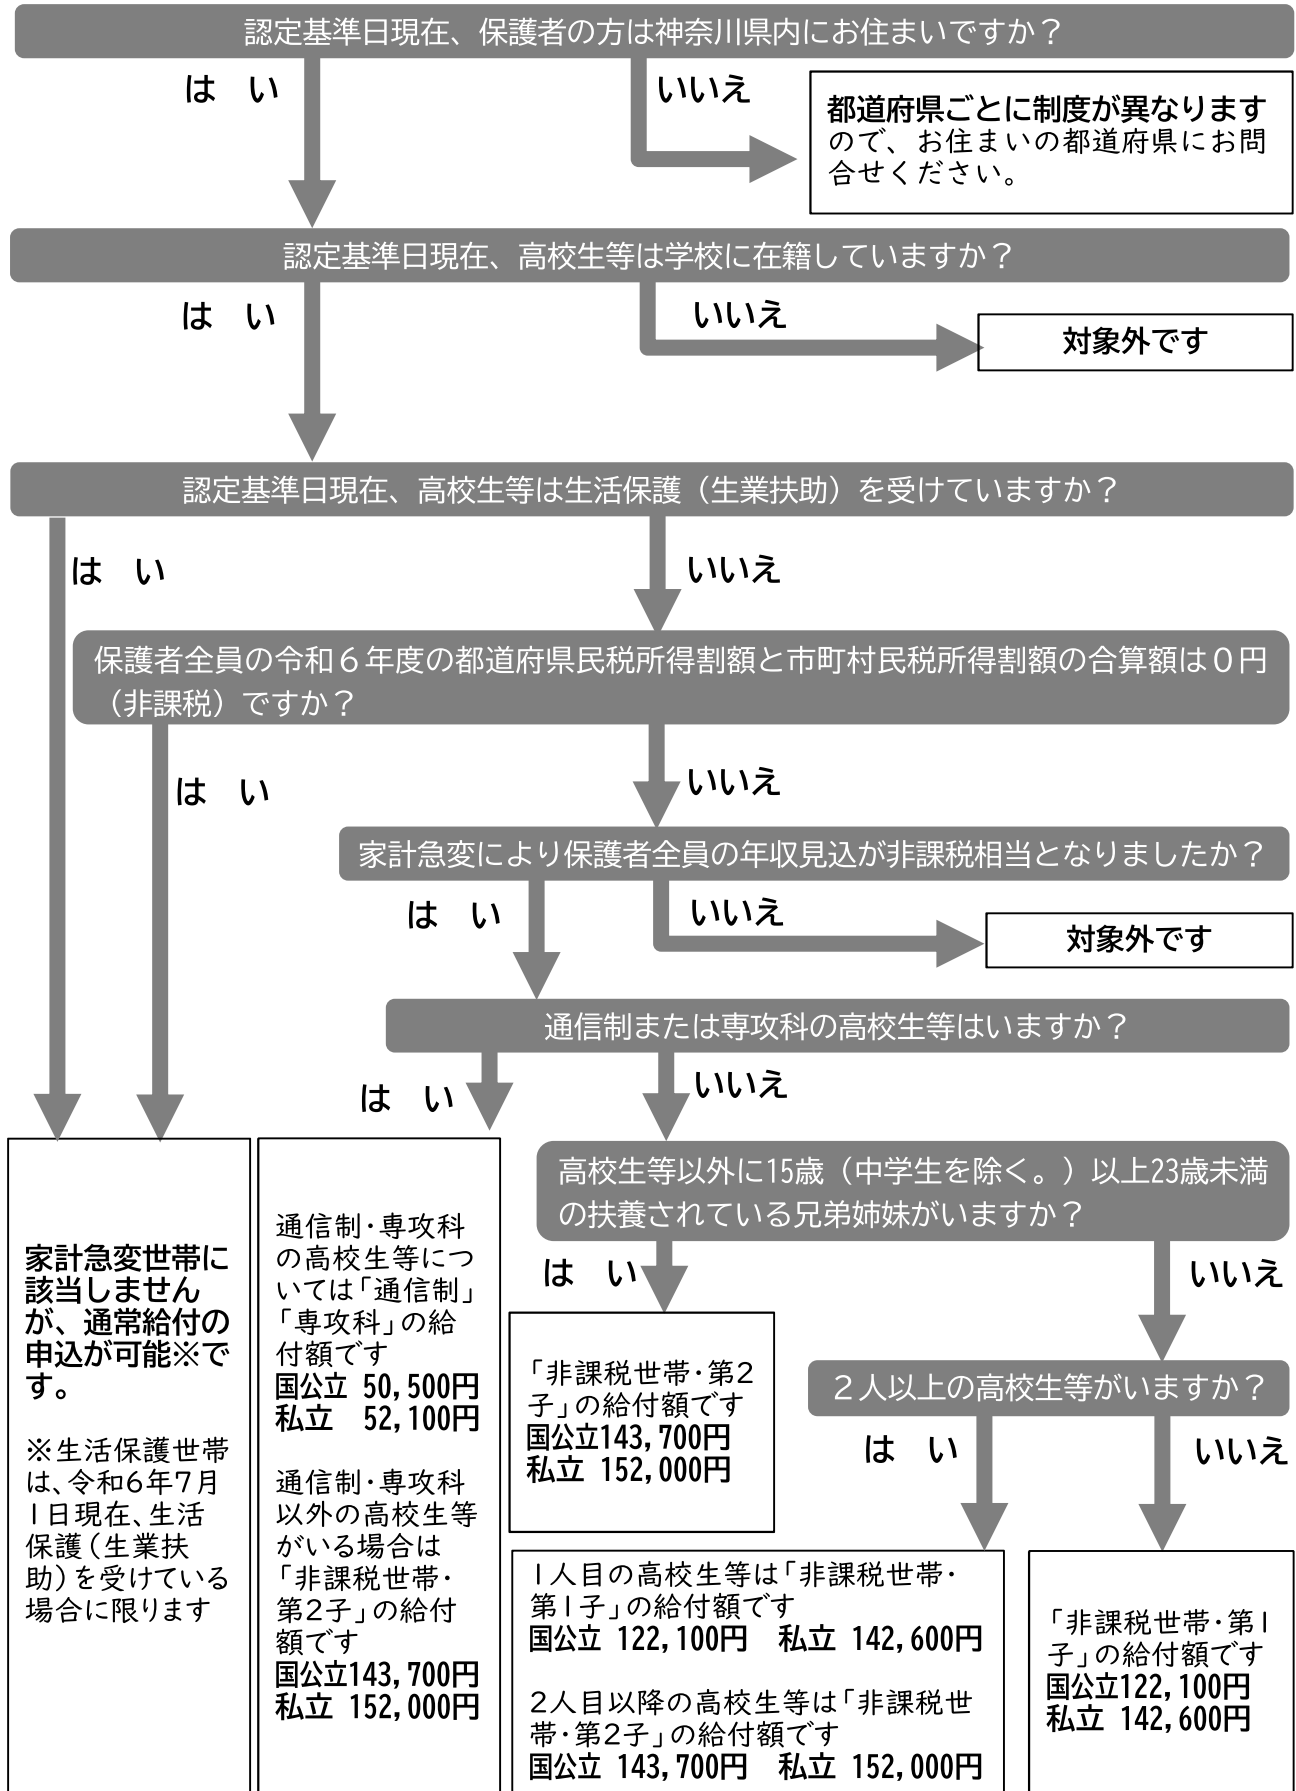 認定基準日現在、保護者の方は神奈川県内にお住まいですか？
は　い
いいえ
都道府県ごとに制度が異なります
ので、お住まいの都道府県にお問
合せください。
認定基準日現在、高校生等は学校に在籍していますか？
は　い
いいえ
対象外です
認定基準日現在、高校生等は生活保護（生業扶助）を受けていますか？
は　い
いいえ
保護者全員の令和６年度の都道府県民税所得割額と市町村民税所得割額の合算額は０円
（非課税）ですか？
は　い
いいえ
家計急変により保護者全員の年収見込が非課税相当となりましたか？
は　い
いいえ
対象外です
通信制または専攻科の高校生等はいますか？
は　い
いいえ
高校生等以外に15歳（中学生を除く。）以上23歳未満
の扶養されている兄弟姉妹がいますか？
は　い
いいえ
２人以上の高校生等がいますか？
は　い
いいえ
家計急変世帯に
該当しません
が、通常給付の
申込が可能※で
す。
※生活保護世帯
は、令和6年7月
1日現在、生活
保護（生業扶
助）を受けている
場合に限ります
通信制・専攻科
の高校生等につ
いては「通信制」
「専攻科」の給
付額です
国公立 50,500円
私立　52,100円
通信制・専攻科
以外の高校生等
がいる場合は
「非課税世帯・
第2子」の給付
額です
国公立143,700円
私立 152,000円
「非課税世帯・第2
子」の給付額です
国公立143,700円
私立 152,000円
1人目の高校生等は「非課税世帯・
第1子」の給付額です
国公立 122,100円　私立 142,600円
2人目以降の高校生等は「非課税世
帯・第2子」の給付額です
国公立 143,700円　私立 152,000円
「非課税世帯・第1
子」の給付額です
国公立122,100円
私立 142,600円